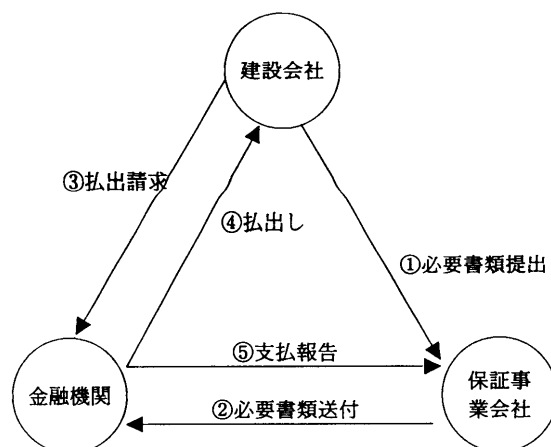 建設会社
③払出請求
④払出し
①必要書類提出
⑤支払報告
金融機関
保証事
業会社
②必要書類送付